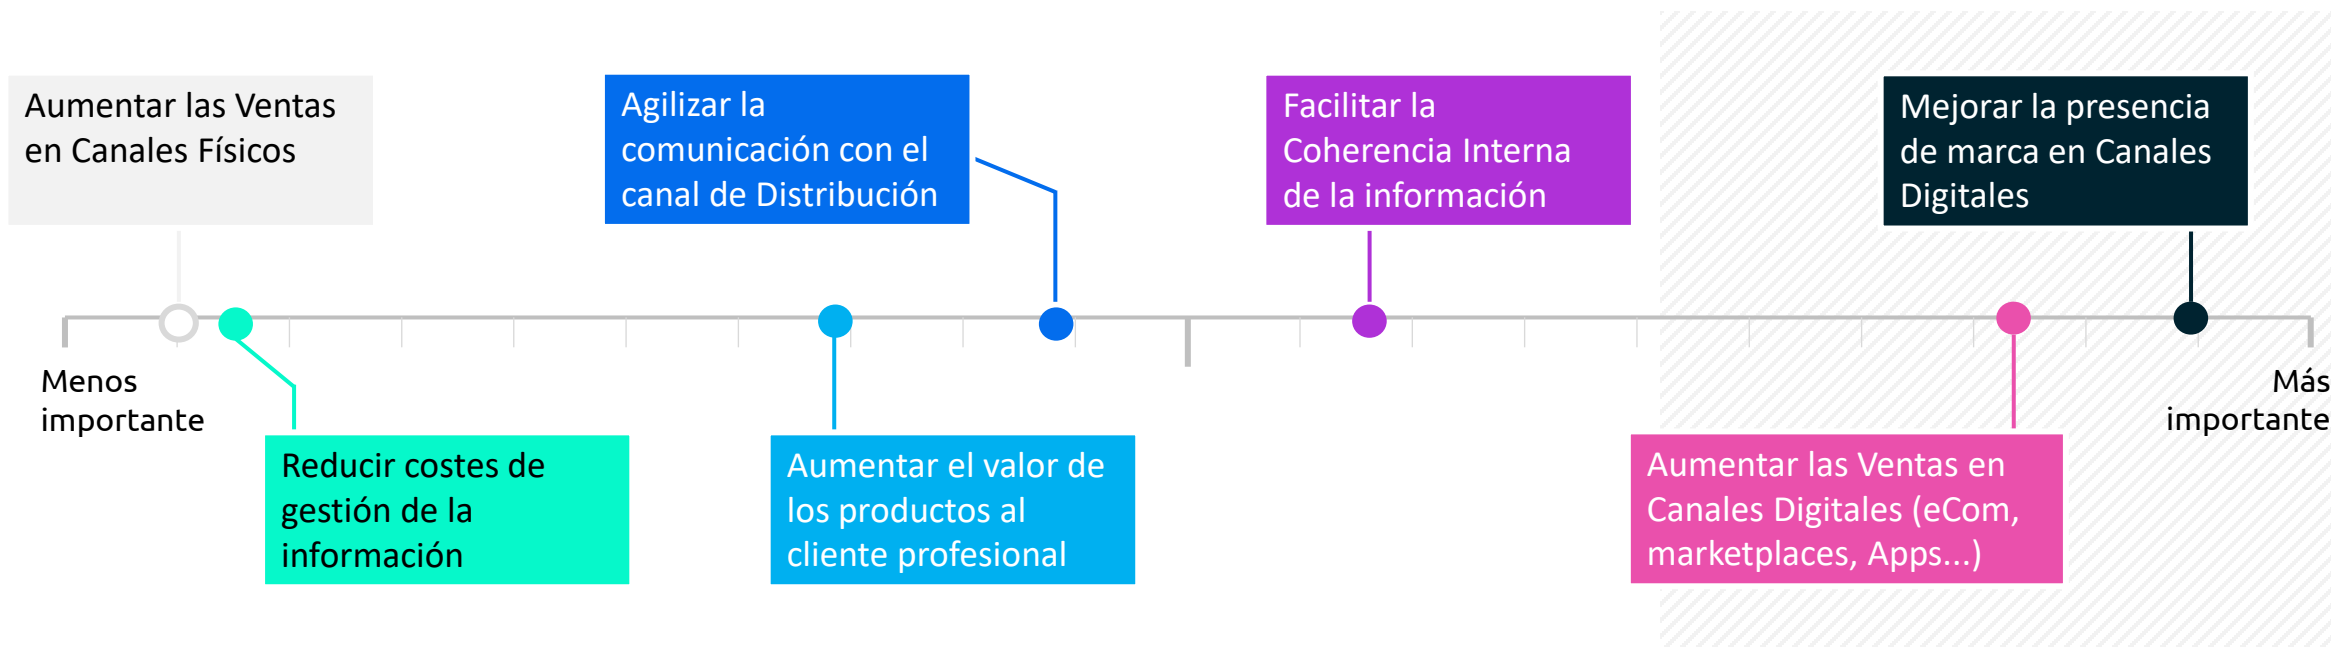 Aumentar las Ventas
en Canales Físicos
Agilizar la
comunicación con el
canal de Distribución
Facilitar la
Coherencia Interna
de la información
Mejorar la presencia
de marca en Canales
Digitales
Menos
importante
Más
importante
Reducir costes de
gestión de la
información
Aumentar el valor de
los productos al
cliente profesional
Aumentar las Ventas en
Canales Digitales (eCom,
marketplaces, Apps...)